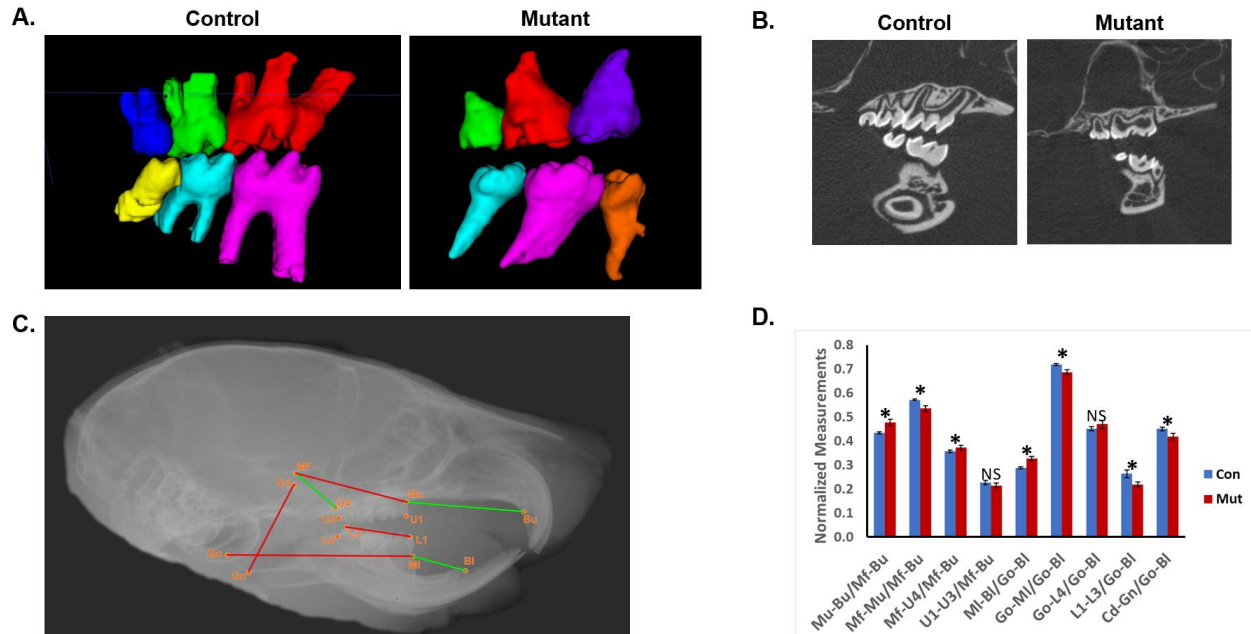 A.
Control
Mutant
B.
Control
Mutant
C.
Mf
Cd
U4
U3
Mu
U1
Bu
L4
L3
L1
Go
Ml
Bl
Gn
D.
Normalized Measurements
0.8
0.7
0.6
0.5
0.4
0.3
0.2
0.1
0.0
*
*
*
NS
*
*
NS
*
*
Con
Mut
Mu-Bu/Mf-Bu
Mf-Mu/Mf-Bu
Mf-U4/Mf-Bu
U1-U3/Mf-Bu
Ml-Bl/Go-Bl
Go-Ml/Go-Bl
Go-L4/Go-Bl
L1-L3/Go-Bl
Cd-Gn/Go-Bl